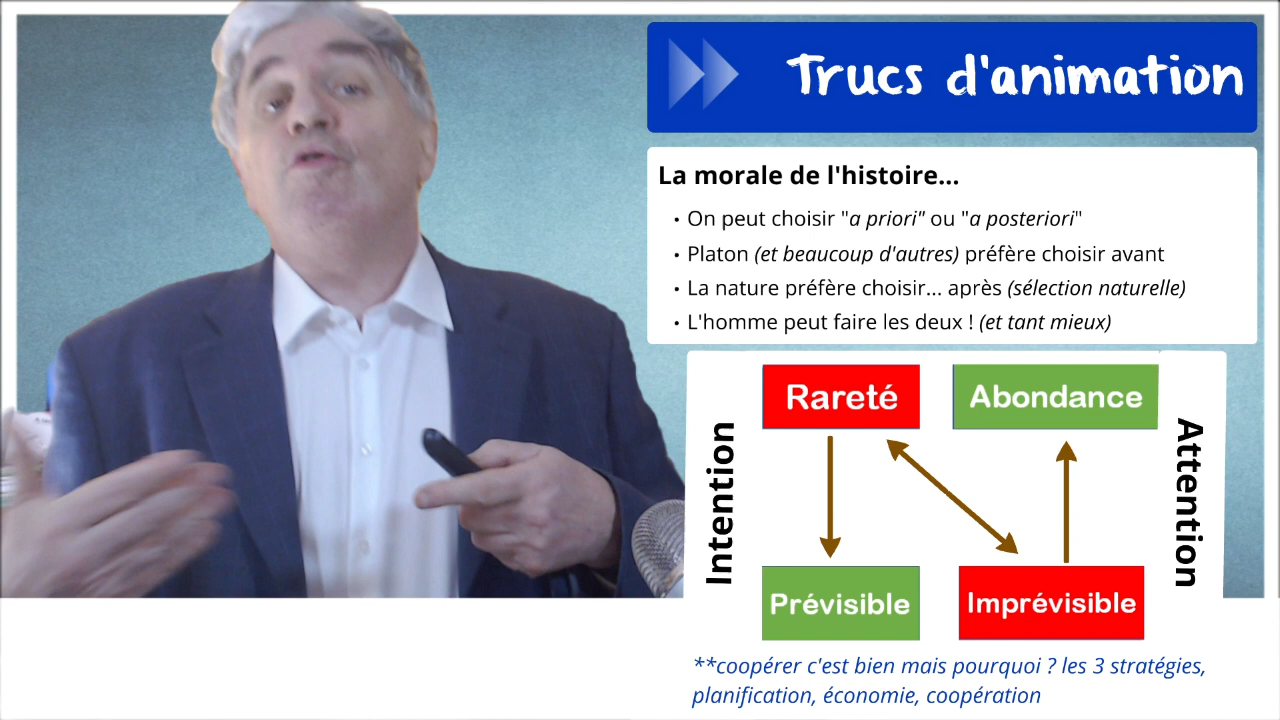 Trucs d'animation
La morale de l'histoire...
• On peut choisir "a priori" ou "a posteriori"
• Platon (et beaucoup d'autres) préfère choisir avant
• La nature préfère choisir... après (sélection naturelle)
• L'homme peut faire les deux ! (et tant mieux)
Intention
Rareté
Abondance
Attention
Prévisible
Imprévisible
**coopérer c'est bien mais pourquoi ? les 3 stratégies,
planification, économie, coopération